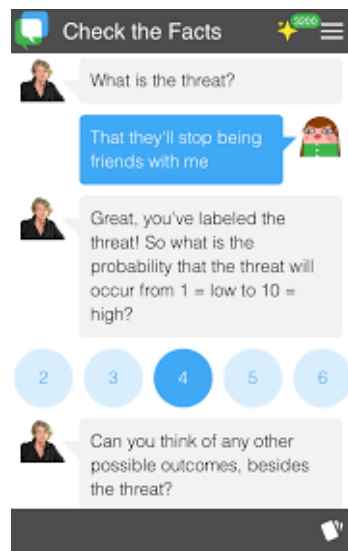 Check the Facts
3200
What is the threat?
That they'll stop being
friends with me
Great, you've labeled the
threat! So what is the
probability that the threat will
occur from 1 = low to 10 =
high?
2 3 4 5 6
Can you think of any other
possible outcomes, besides
the threat?